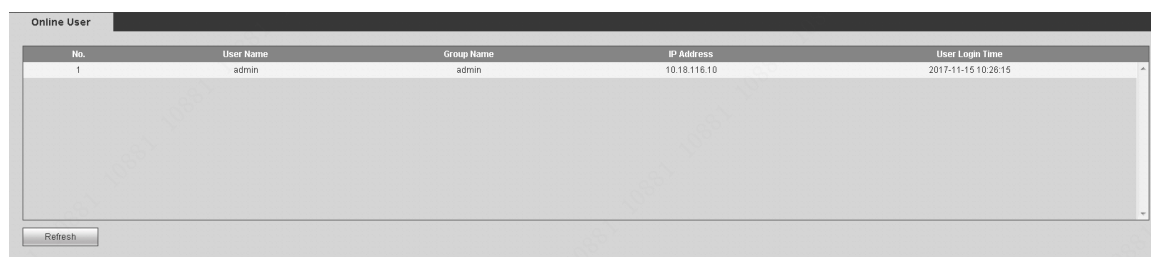 Online User
No. User Name Group Name IP Address User Login Time
1 admin admin 10.18.116.10 2017-11-15 10:26:15
Refresh